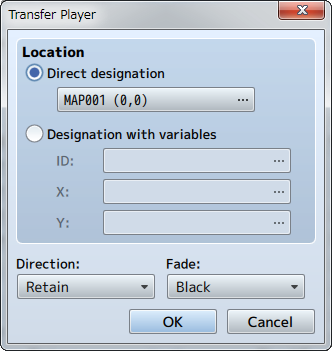 Transfer Player
Location
Direct designation
MAP001 (0,0) ...
Designation with variables
ID: ...
X: ...
Y: ...
Direction: Fade:
Retain Black
OK Cancel